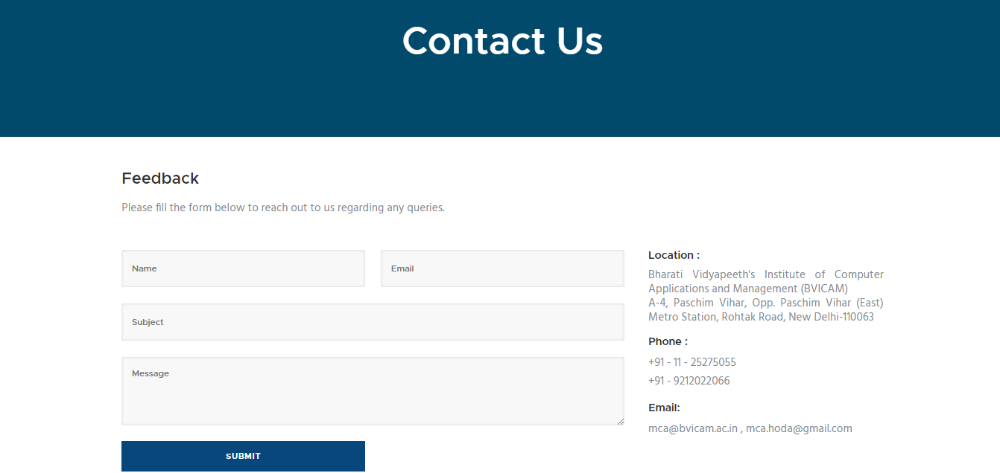 Contact Us
Feedback
Please fill the form below to reach out to us regarding any queries.
Name
Email
Subject
Message
SUBMIT
Location :
Bharati Vidyapeeth's Institute of Computer
Applications and Management (BVICAM)
A-4, Paschim Vihar, Opp. Paschim Vihar (East)
Metro Station, Rohtak Road, New Delhi-110063
Phone :
+91 - 11 - 25275055
+91 - 9212022066
Email:
mca@bvicam.ac.in , mca.hoda@gmail.com